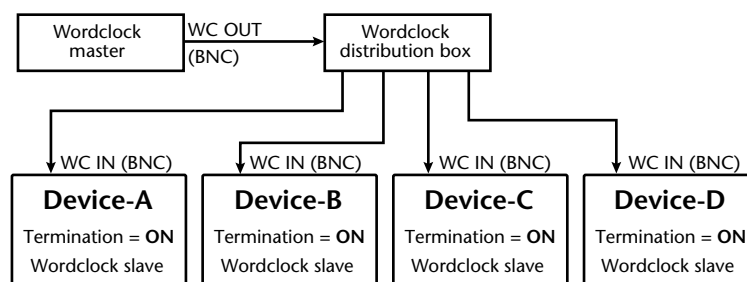 Wordclock
master
WC OUT
(BNC)
Wordclock
distribution box
WC IN (BNC)
WC IN (BNC)
WC IN (BNC)
WC IN (BNC)
Device-A
Termination = ON
Wordclock slave
Device-B
Termination = ON
Wordclock slave
Device-C
Termination = ON
Wordclock slave
Device-D
Termination = ON
Wordclock slave